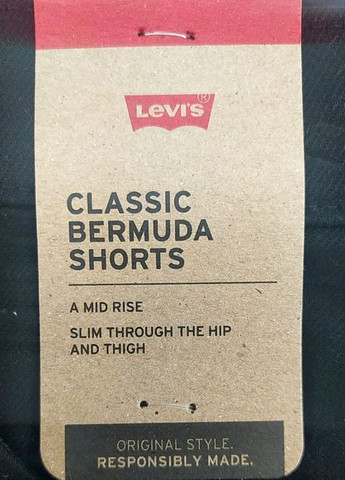 LEVI'S®
CLASSIC
BERMUDA
SHORTS
A MID RISE
SLIM THROUGH THE HIP
AND THIGH
ORIGINAL STYLE.
RESPONSIBLY MADE.